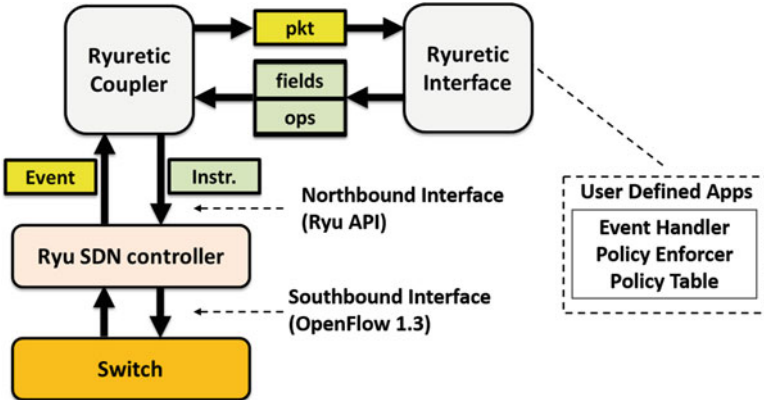 Ryuretic
Coupler
pkt
fields
ops
Ryuretic
Interface
Event
Instr.
Northbound Interface
(Ryu API)
User Defined Apps
Event Handler
Policy Enforcer
Policy Table
Ryu SDN controller
Southbound Interface
(OpenFlow 1.3)
Switch